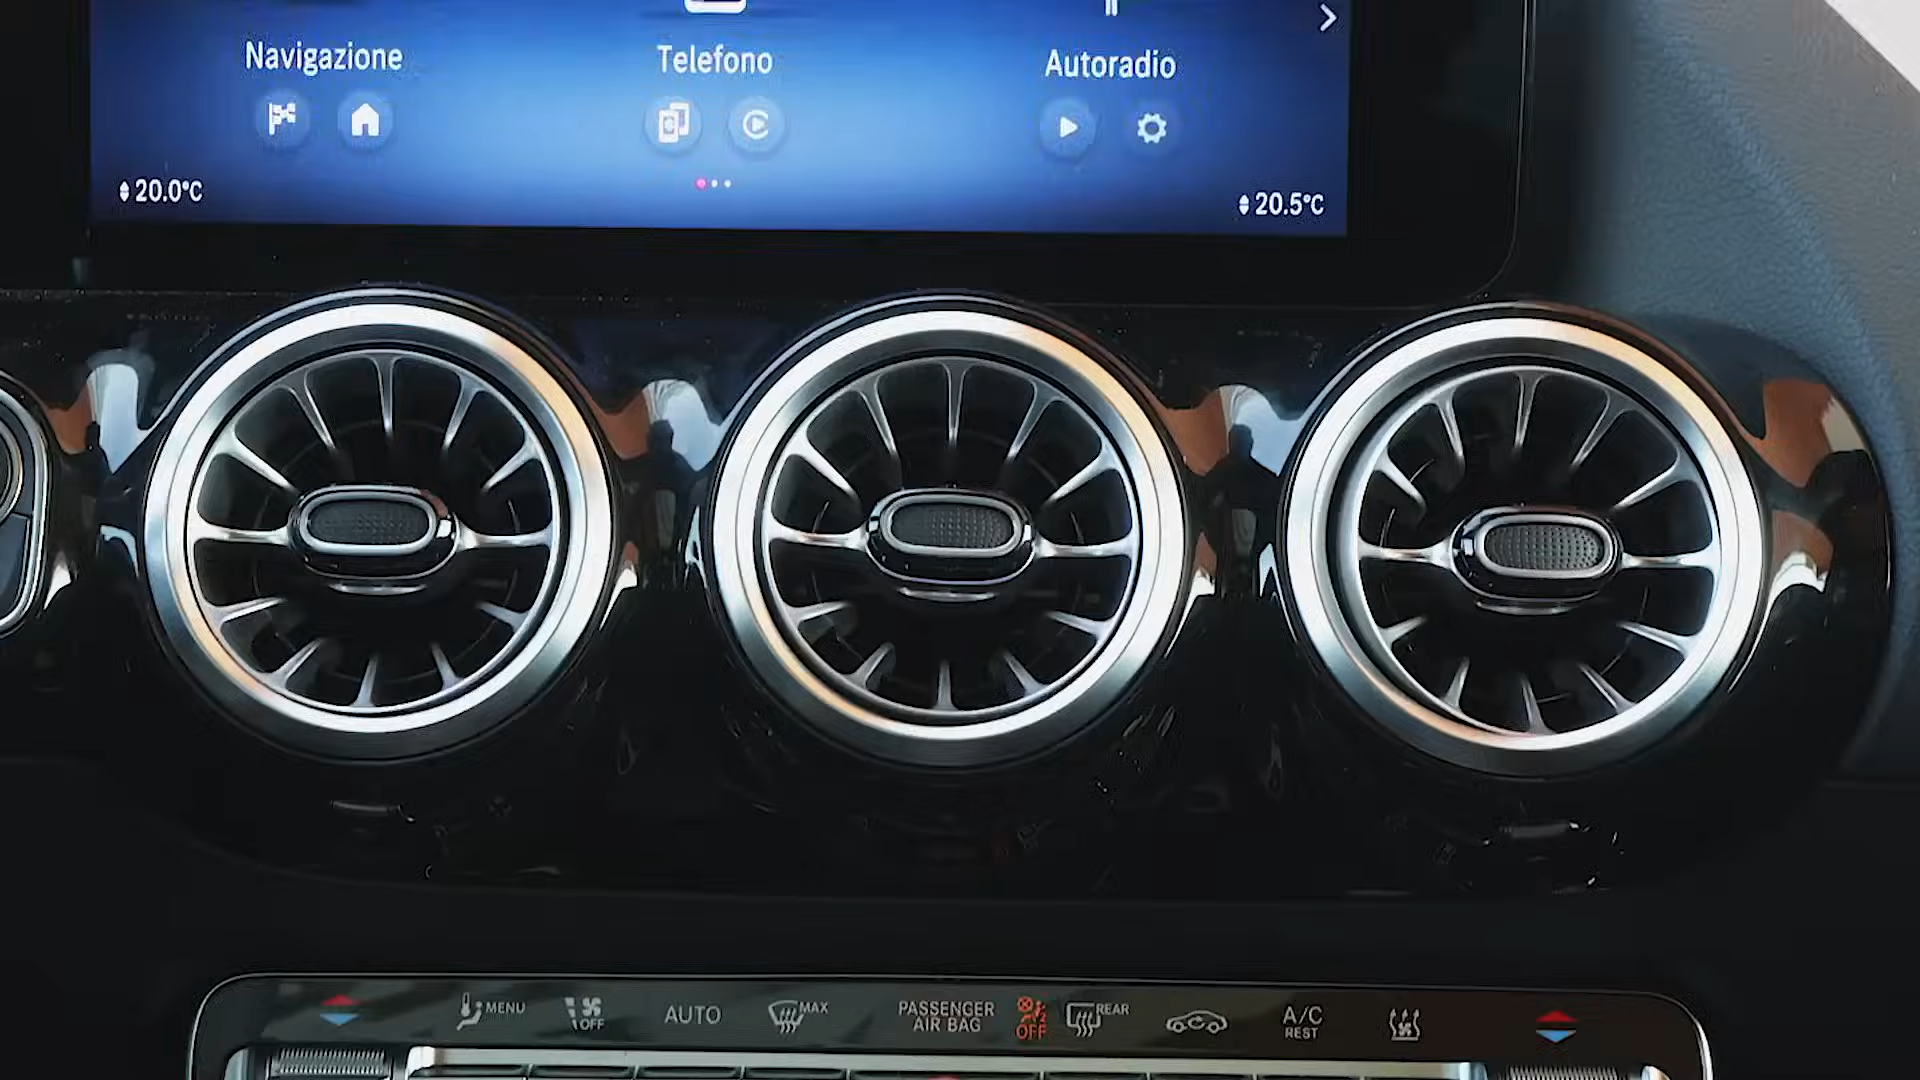 Navigazione
Telefono
Autoradio
20.0°C
20.5°C
MENU
OFF
AUTO
MAX
PASSENGER
AIR BAG
OFF
REAR
A/C
REST